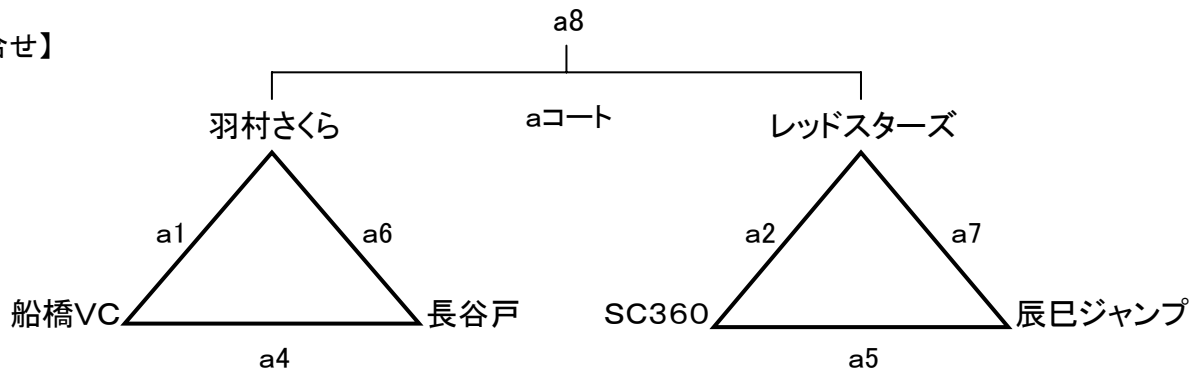 a8
合せ】
羽村さくら aコート レッドスターズ
a1 a6 a2 a7
船橋VC 長谷戸 SC360 辰巳ジャンプ
a4 a5